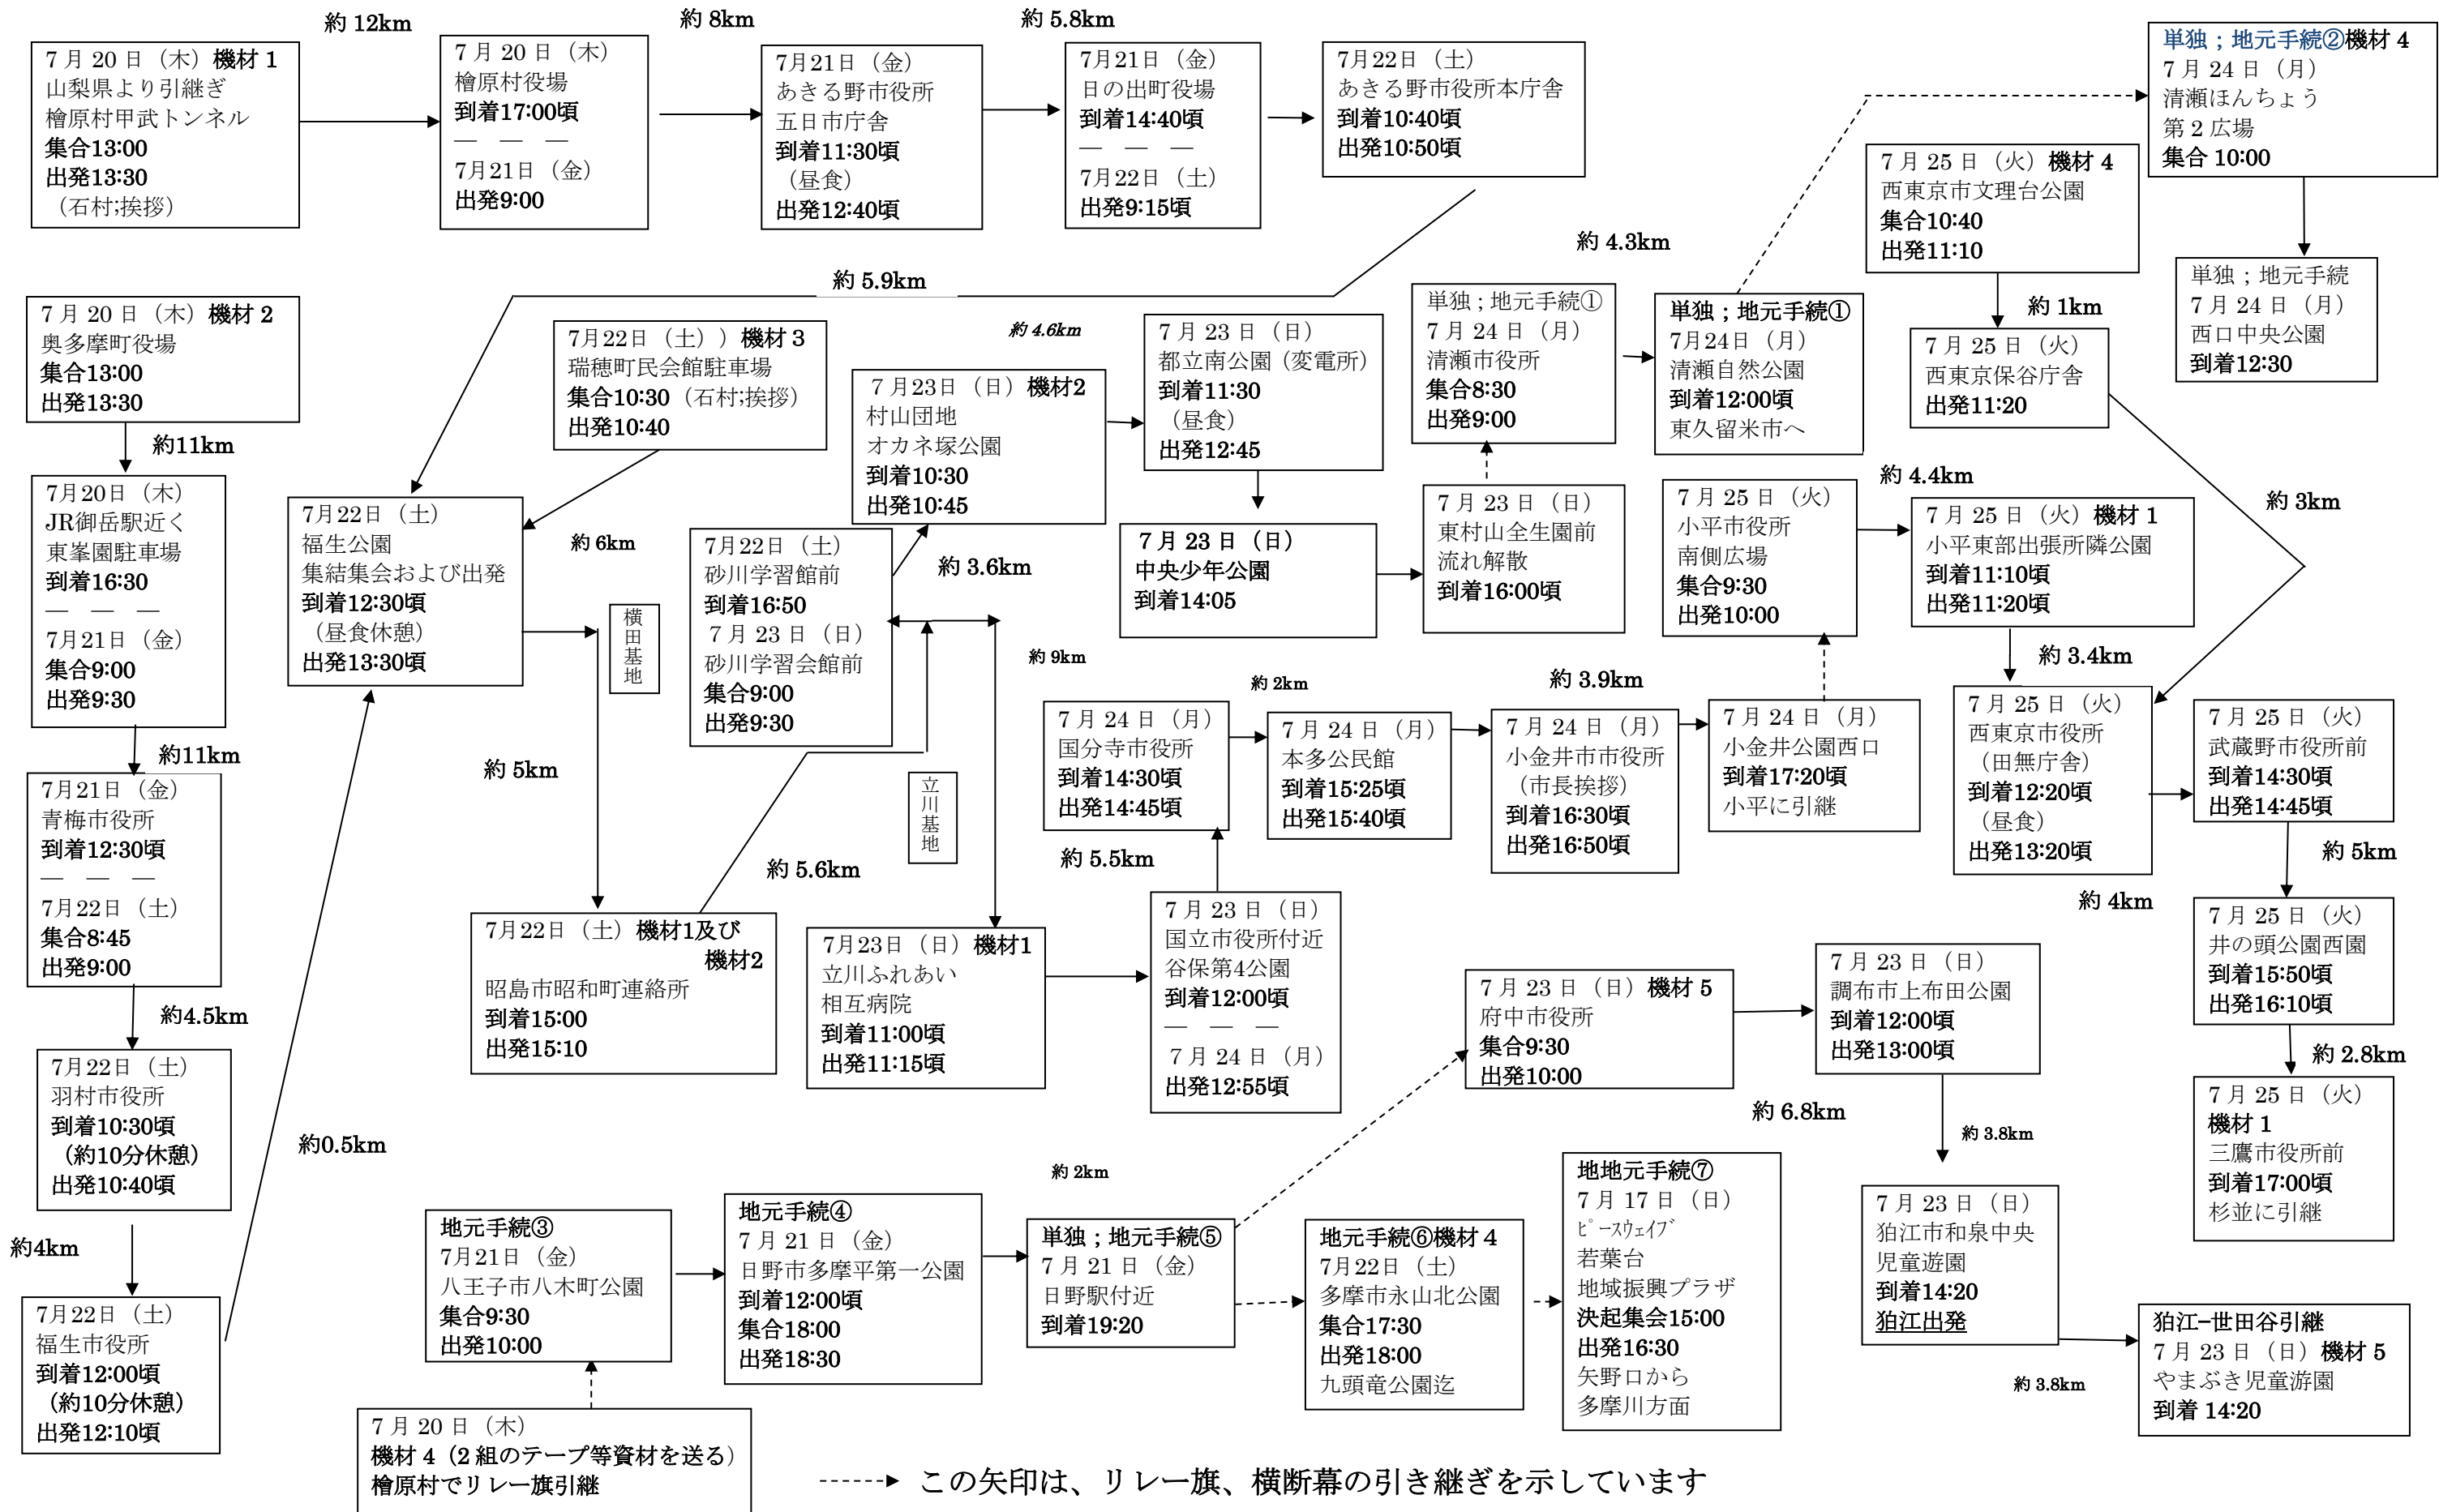 約 12km
約 8km
約 5.8km
7 月 20 日（木）機材 1
山梨県より引継ぎ
檜原村甲武トンネル
集合13:00
出発13:30
（石村;挨拶）
7 月 20 日（木）
檜原村役場
到着17:00頃
― ― ―
7月21日（金）
出発9:00
7月21日（金）
あきる野市役所
五日市庁舎
到着11:30頃
（昼食）
出発12:40頃
7月21日（金）
日の出町役場
到着14:40頃
― ― ―
7月22日（土）
出発9:15頃
7月22日（土）
あきる野市役所本庁舎
到着10:40頃
出発10:50頃
単独；地元手続②機材 4
7 月 24 日（月）
清瀬ほんちょう
第 2 広場
集合 10:00
7 月 25 日（火）機材 4
西東京市文理台公園
集合10:40
出発11:10
単独；地元手続
7 月 24 日（月）
西口中央公園
到着12:30
約 4.3km
約 5.9km
約 1km
7 月 20 日（木）機材 2
奥多摩町役場
集合13:00
出発13:30
7月22日（土））機材 3
瑞穂町民会館駐車場
集合10:30（石村;挨拶）
出発10:40
約 4.6km
7月23日（日）機材2
村山団地
オカネ塚公園
到着10:30
出発10:45
7 月 23 日（日）
都立南公園（変電所）
到着11:30
（昼食）
出発12:45
単独；地元手続①
7 月 24 日（月）
清瀬市役所
集合8:30
出発9:00
単独；地元手続①
7月24日（月）
清瀬自然公園
到着12:00頃
東久留米市へ
7 月 25 日（火）
西東京保谷庁舎
出発11:20
約11km
7月20日（木）
JR御岳駅近く
東峯園駐車場
到着16:30
― ― ―
7月21日（金）
集合9:00
出発9:30
7月22日（土）
福生公園
集結集会および出発
到着12:30頃
（昼食休憩）
出発13:30頃
約 6km
横田基地
7月22日（土）
砂川学習館前
到着16:50
7 月 23 日（日）
砂川学習会館前
集合9:00
出発9:30
約 3.6km
7 月 23 日（日）
中央少年公園
到着14:05
7 月 23 日（日）
東村山全生園前
流れ解散
到着16:00頃
7 月 25 日（火）
小平市役所
南側広場
集合9:30
出発10:00
約 4.4km
7 月 25 日（火）機材 1
小平東部出張所隣公園
到着11:10頃
出発11:20頃
約 3km
約 3.4km
約 9km
約 2km
約 3.9km
7 月 24 日（月）
国分寺市役所
到着14:30頃
出発14:45頃
7 月 24 日（月）
本多公民館
到着15:25頃
出発15:40頃
7 月 24 日（月）
小金井市市役所
（市長挨拶）
到着16:30頃
出発16:50頃
7 月 24 日（月）
小金井公園西口
到着17:20頃
小平に引継
7 月 25 日（火）
西東京市役所
（田無庁舎）
到着12:20頃
（昼食）
出発13:20頃
7 月 25 日（火）
武蔵野市役所前
到着14:30頃
出発14:45頃
約11km
約 5km
立川基地
約 5.6km
約 5.5km
約 5km
約 4km
7月21日（金）
青梅市役所
到着12:30頃
― ― ―
7月22日（土）
集合8:45
出発9:00
7月22日（土）機材1及び
機材2
昭島市昭和町連絡所
到着15:00
出発15:10
7月23日（日）機材1
立川ふれあい
相互病院
到着11:00頃
出発11:15頃
7 月 23 日（日）
国立市役所付近
谷保第4公園
到着12:00頃
― ― ―
7 月 24 日（月）
出発12:55頃
7 月 23 日（日）機材 5
府中市役所
集合9:30
出発10:00
7 月 23 日（日）
調布市上布田公園
到着12:00頃
出発13:00頃
7 月 25 日（火）
井の頭公園西園
到着15:50頃
出発16:10頃
約4.5km
約 2.8km
7月22日（土）
羽村市役所
到着10:30頃
（約10分休憩）
出発10:40頃
約0.5km
約 6.8km
約 3.8km
7 月 25 日（火）
機材 1
三鷹市役所前
到着17:00頃
杉並に引継
約 2km
約4km
地元手続③
7月21日（金）
八王子市八木町公園
集合9:30
出発10:00
地元手続④
7 月 21 日（金）
日野市多摩平第一公園
到着12:00頃
集合18:00
出発18:30
単独；地元手続⑤
7 月 21 日（金）
日野駅付近
到着19:20
地元手続⑥機材 4
7月22日（土）
多摩市永山北公園
集合17:30
出発18:00
九頭竜公園迄
地地元手続⑦
7 月 17 日（日）
ﾋﾟｰｽｳｪｲﾌﾞ
若葉台
地域振興プラザ
決起集会15:00
出発16:30
矢野口から
多摩川方面
7 月 23 日（日）
狛江市和泉中央
児童遊園
到着14:20
狛江出発
約 3.8km
狛江−世田谷引継
7 月 23 日（日）機材 5
やまぶき児童游園
到着 14:20
7月22日（土）
福生市役所
到着12:00頃
（約10分休憩）
出発12:10頃
7 月 20 日（木）
機材 4（2 組のテープ等資材を送る）
檜原村でリレー旗引継
この矢印は、リレー旗、横断幕の引き継ぎを示しています